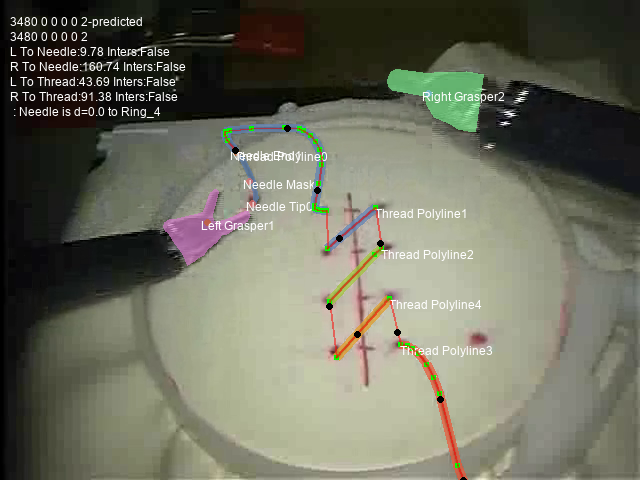 3480 0 0 0 0 2-predicted
3480 0 0 0 0 2
L To Needle:9.78 Inters:False
R To Needle:160.74 Inters:False
L To Thread:43.69 Inters:False
R To Thread:91.38 Inters:False
: Needle is d=0.0 to Ring_4
Right Grasper2
Thread Polyline0
Needle Mask
Needle Tip0
Thread Polyline1
Left Grasper1
Thread Polyline2
Thread Polyline4
Thread Polyline3